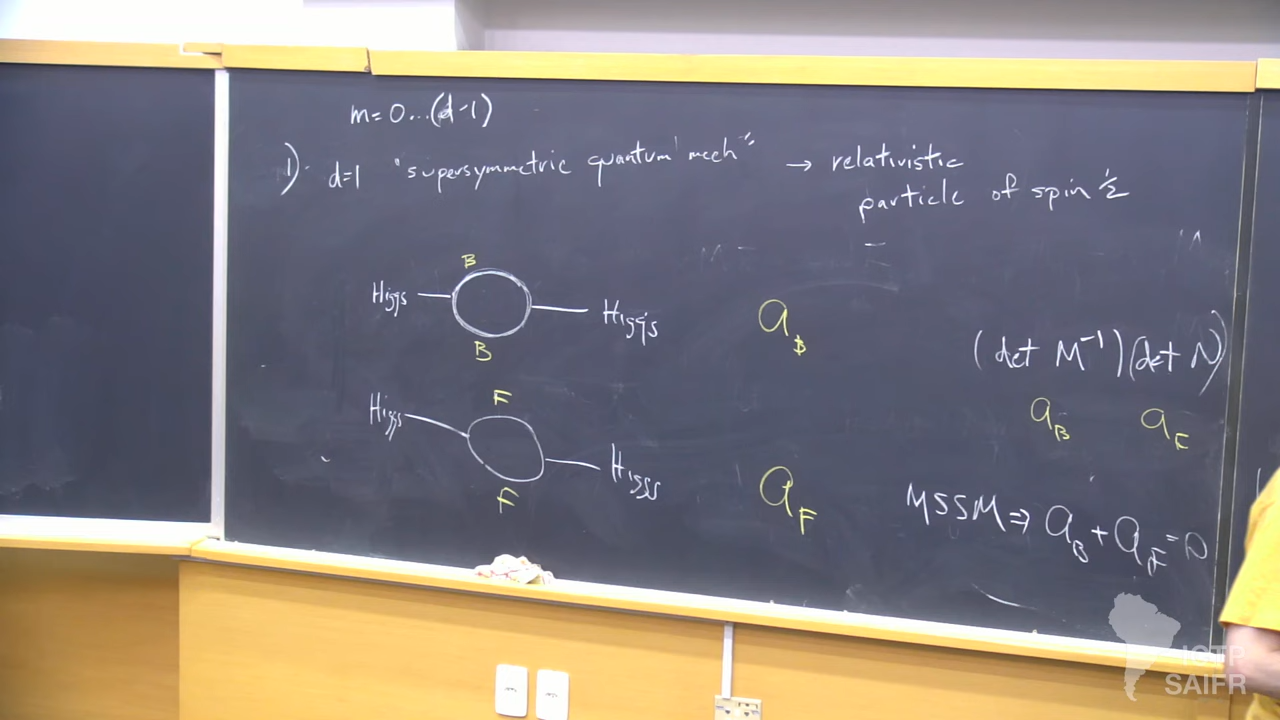 m=0...(d-1)
1) d=1 "supersymmetric quantum mech" → relativistic
particle of spin 1/2
B
Higgs Higgs a_B
B
(det M⁻¹)(det N)
a_B a_F
F
Higgs Higgs a_F
F
MSSM ⇒ a_B + a_F = 0
ICTP
SAIFR